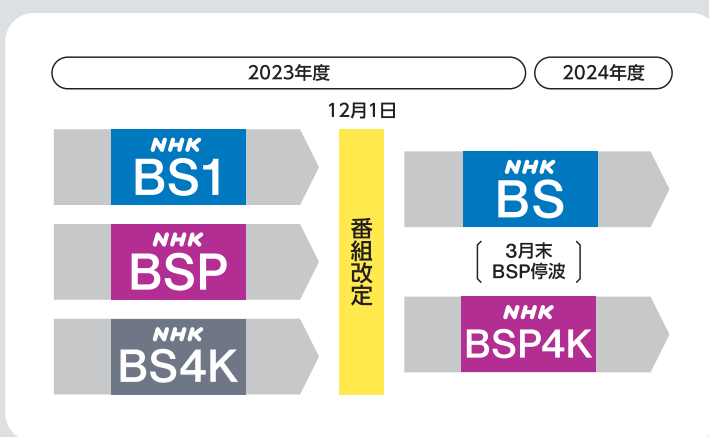 2023年度
2024年度
12月1日
NHK
BS1
NHK
BSP
NHK
BS4K
番組改定
NHK
BS
3月末
BSP停波
NHK
BSP4K